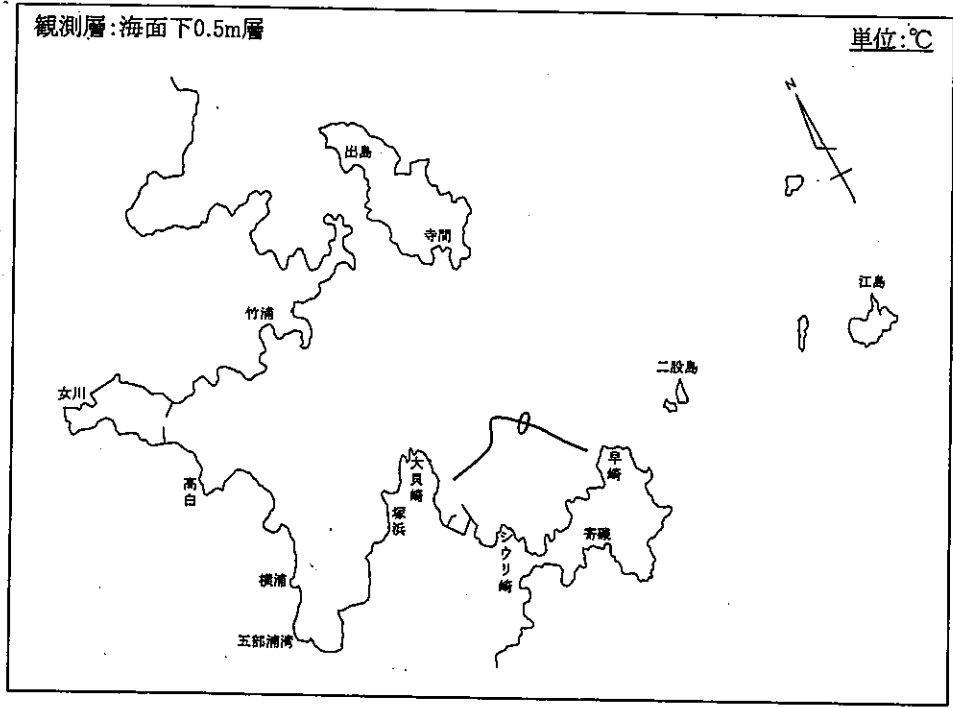 観測層:海面下0.5m層
単位:℃
N
出島
寺間
江島
竹浦
二股島
女川
大貝崎
早崎
高白
塚浜
寄磯
シウリ崎
横浦
五部浦湾